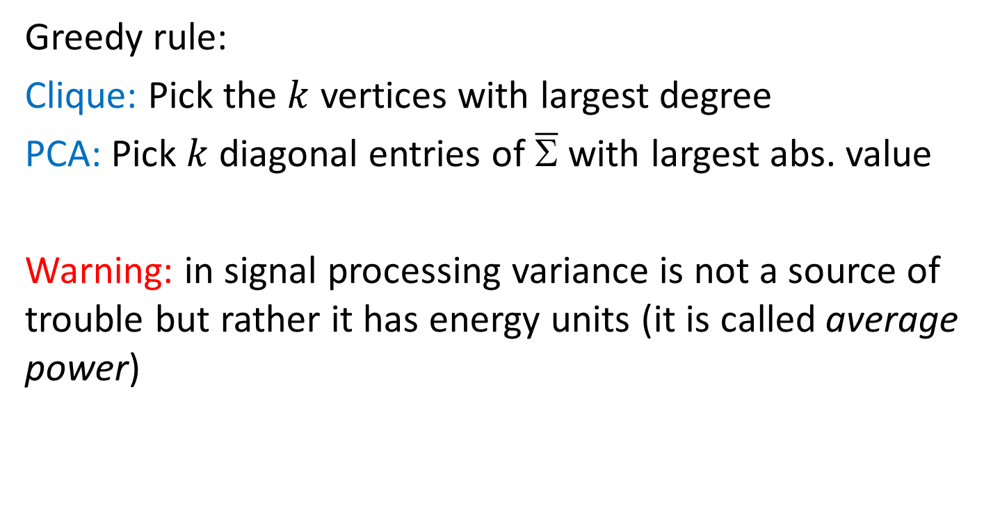 Greedy rule:
Clique: Pick the 𝑘 vertices with largest degree
PCA: Pick 𝑘 diagonal entries of Σ̅ with largest abs. value
Warning: in signal processing variance is not a source of
trouble but rather it has energy units (it is called average
power)